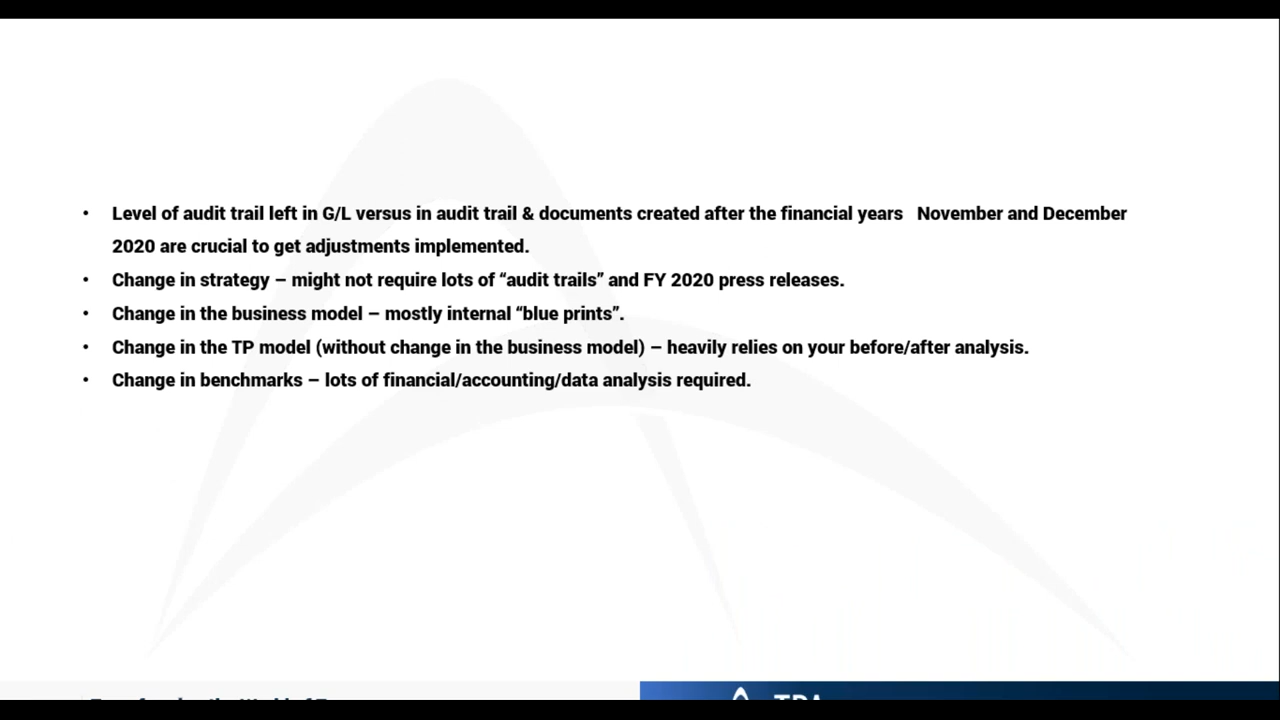 • Level of audit trail left in G/L versus in audit trail & documents created after the financial years   November and December
2020 are crucial to get adjustments implemented.
• Change in strategy – might not require lots of “audit trails” and FY 2020 press releases.
• Change in the business model – mostly internal “blue prints”.
• Change in the TP model (without change in the business model) – heavily relies on your before/after analysis.
• Change in benchmarks – lots of financial/accounting/data analysis required.
TPA